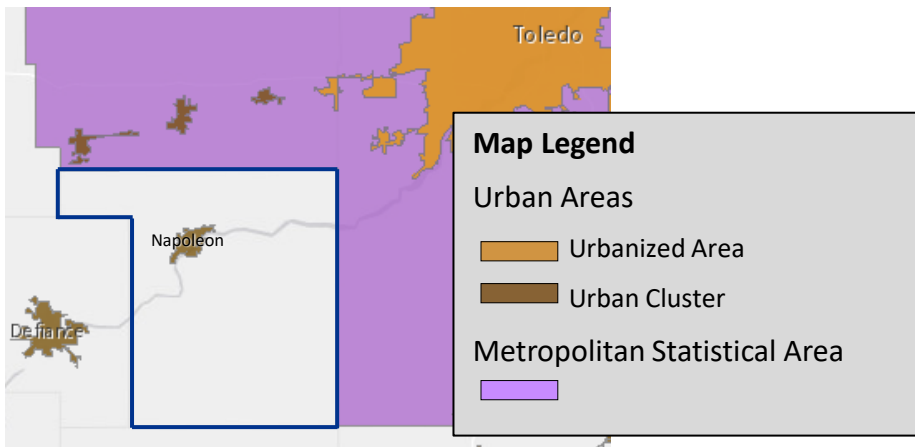 Toledo
Map Legend
Urban Areas
Napoleon
Urbanized Area
Urban Cluster
Defiance
Metropolitan Statistical Area